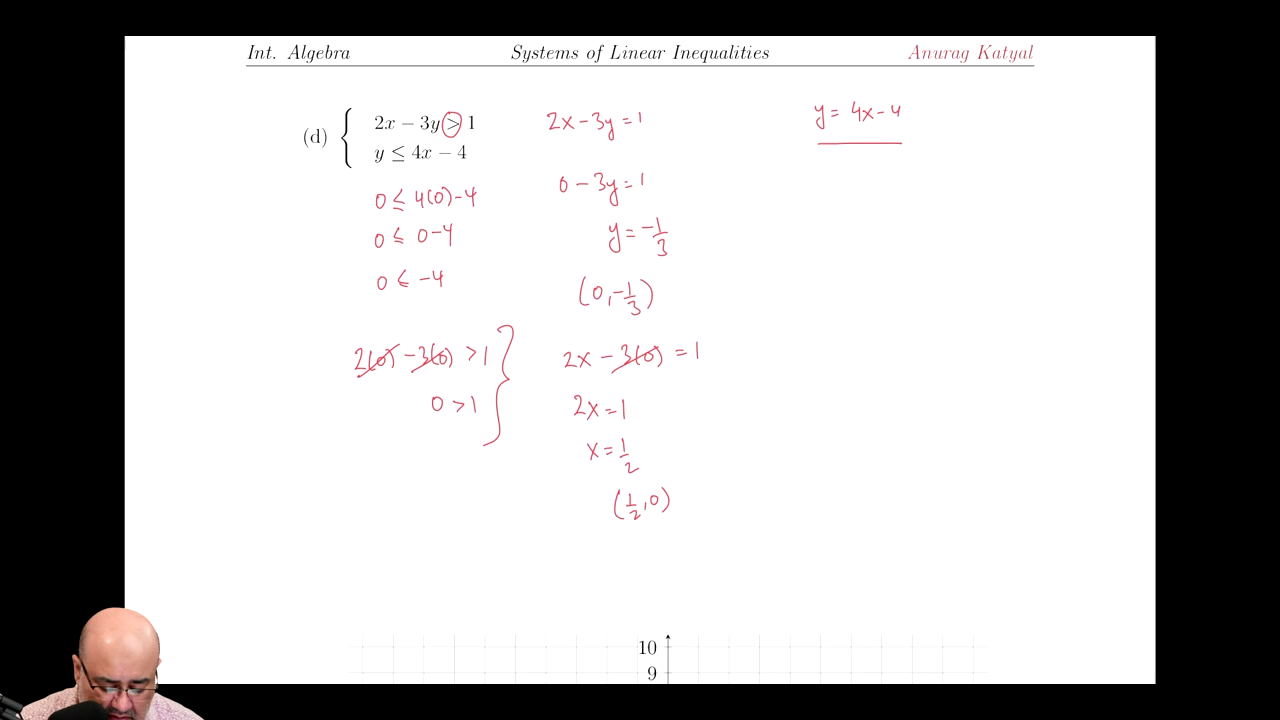 Int. Algebra Systems of Linear Inequalities Anurag Katyal
(d) { 2x − 3y > 1
y ≤ 4x − 4
2x − 3y = 1
y = 4x − 4
0 ≤ 4(0) − 4
0 ≤ 0 − 4
0 ≤ −4
2(0) − 3(0) > 1
0 > 1
0 − 3y = 1
y = −1/3
(0, −1/3)
2x − 3(0) = 1
2x = 1
x = 1/2
(1/2, 0)
10
9